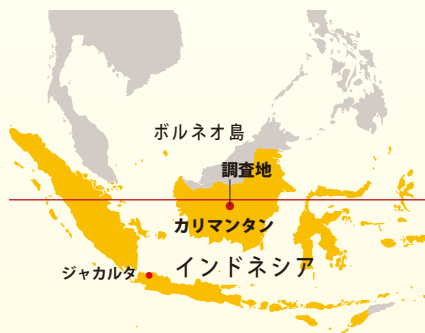 ボルネオ島
調査地
カリマンタン
ジャカルタ
インドネシア